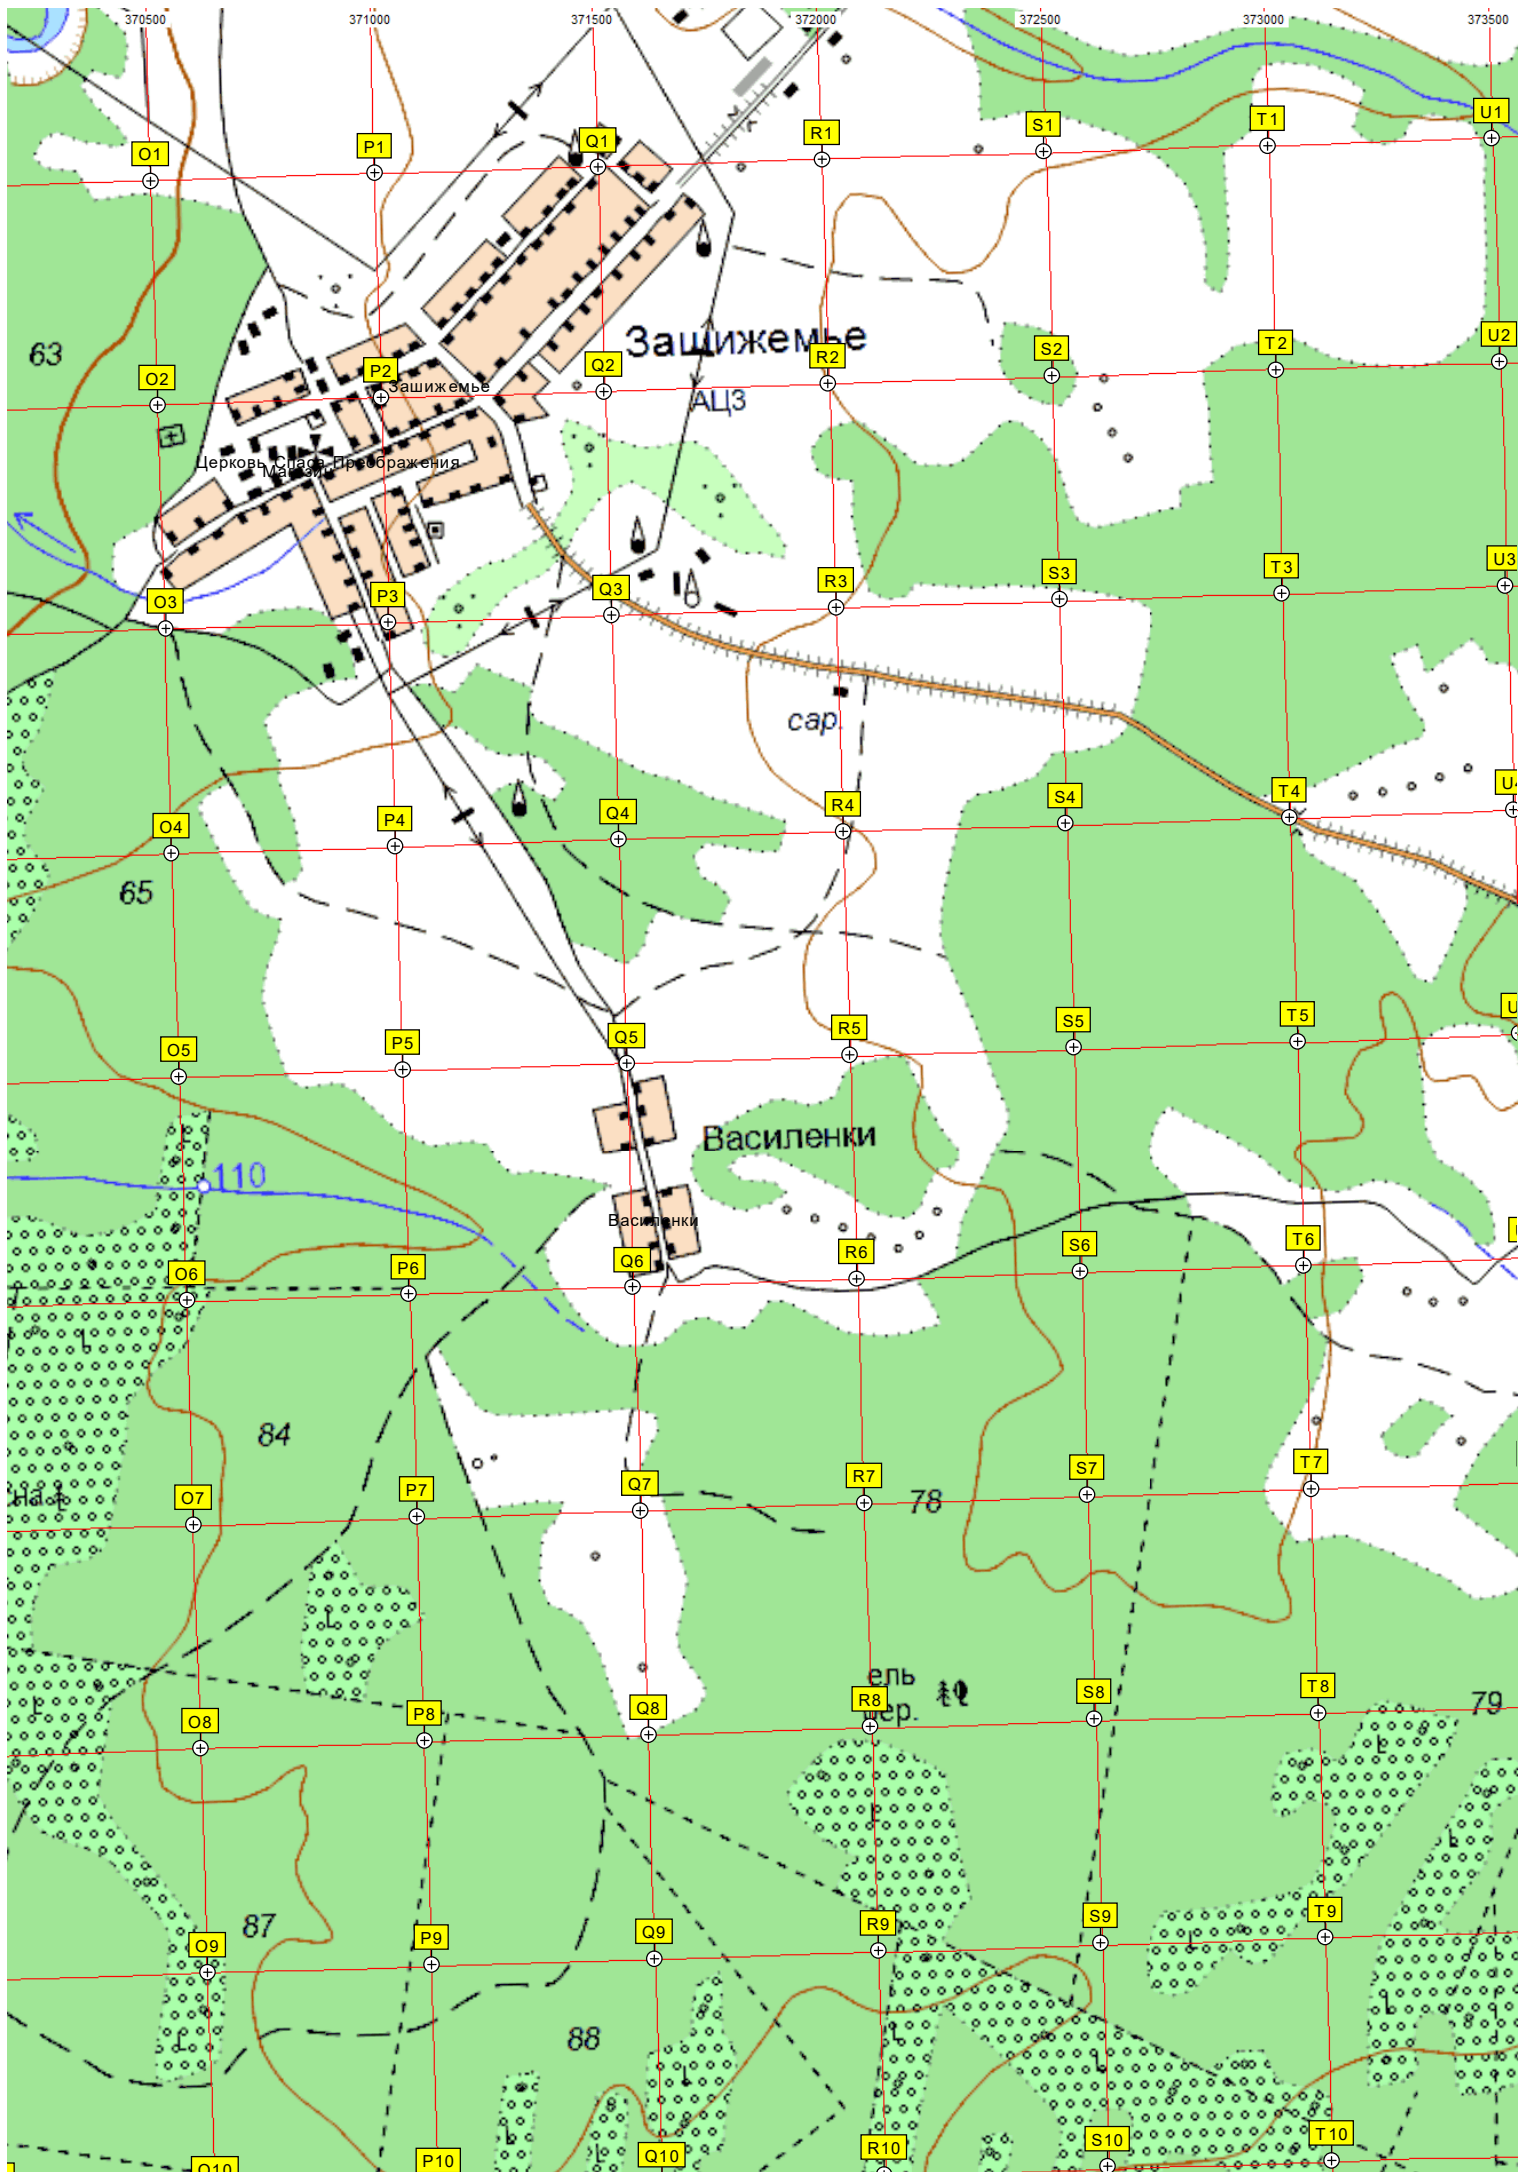 370500 371000 371500 372000 372500 373000 373500
O1 P1 Q1 R1 S1 T1 U1
Зашижемье
63
O2 P2 Q2 R2 S2 T2 U2
Зашижемье
АЦЗ
Церковь Спаса Преображения
Магазин
O3 P3 Q3 R3 S3 T3 U3
сар.
O4 P4 Q4 R4 S4 T4
65
O5 P5 Q5 R5 S5 T5
Василенки
110
Василенки
O6 P6 Q6 R6 S6 T6
84
O7 P7 Q7 R7 S7 T7
78
ель
79
O8 P8 Q8 R8 S8 T8
87
O9 P9 Q9 R9 S9 T9
88
O10 P10 Q10 R10 S10 T10